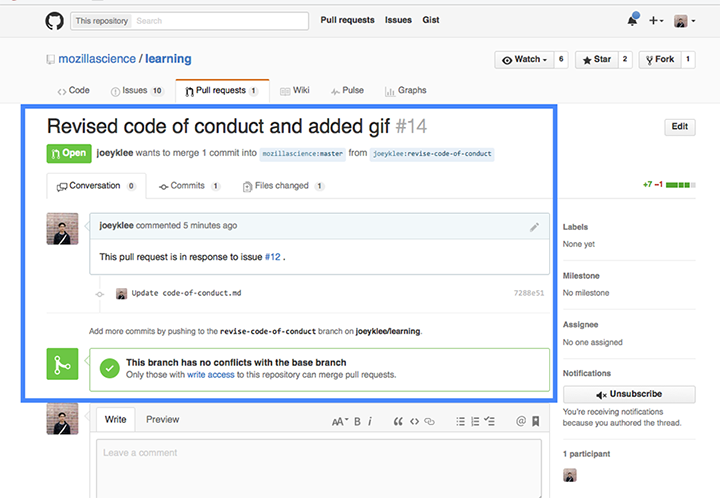 This repository Search Pull requests Issues Gist
mozillascience / learning Watch 6 Star 2 Fork 1
Code Issues 10 Pull requests 1 Wiki Pulse Graphs
Revised code of conduct and added gif #14 Edit
Open joeyklee wants to merge 1 commit into mozillascience:master from joeyklee:revise-code-of-conduct
Conversation 0 Commits 1 Files changed 1 +7 −1
joeyklee commented 5 minutes ago
This pull request is in response to issue #12 .
Update code-of-conduct.md 7288e51
Add more commits by pushing to the revise-code-of-conduct branch on joeyklee/learning.
This branch has no conflicts with the base branch
Only those with write access to this repository can merge pull requests.
Write Preview AA B i
Leave a comment
Labels
None yet
Milestone
No milestone
Assignee
No one assigned
Notifications
Unsubscribe
You're receiving notifications
because you authored the thread.
1 participant